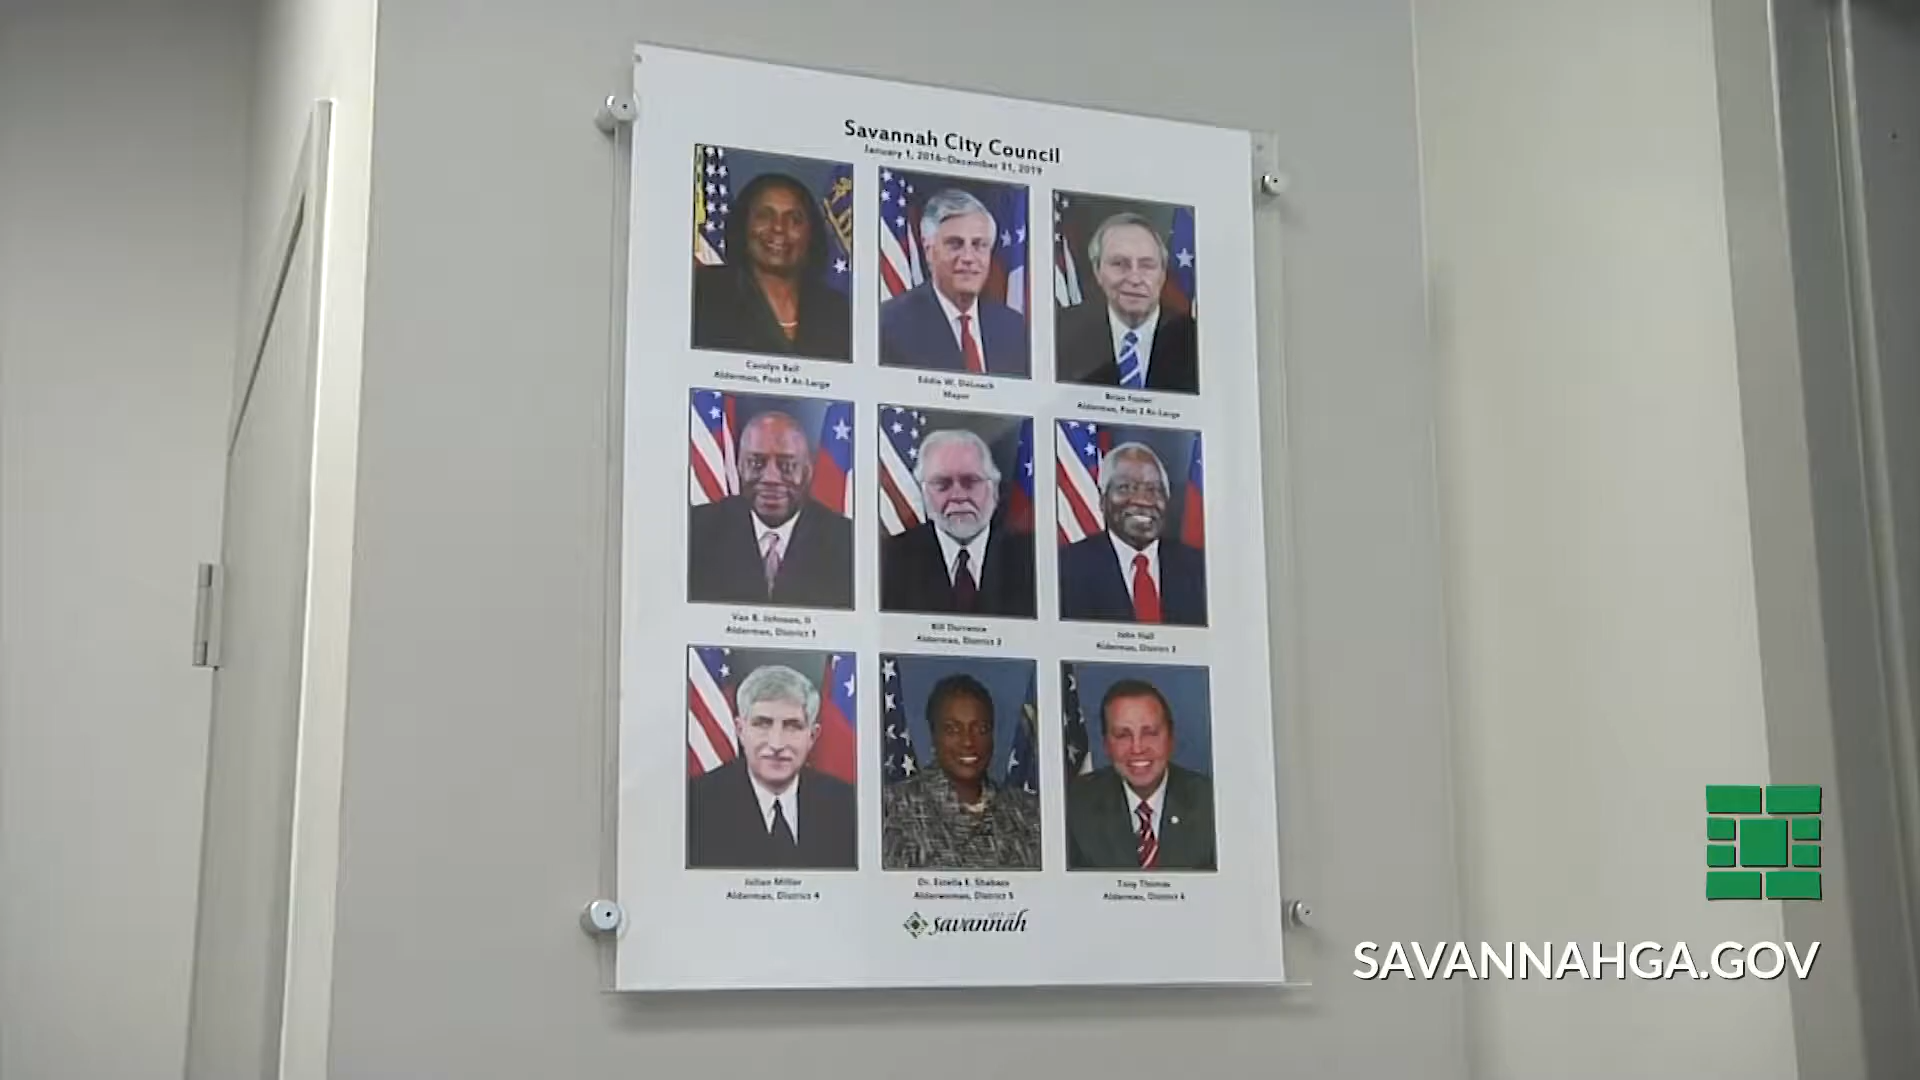 Savannah City Council
January 1, 2016–December 31, 2019
Carolyn Bell
Alderman, Post 1 At-Large
Eddie W. DeLoach
Mayor
Brian Foster
Alderman, Post 2 At-Large
Van R. Johnson, II
Alderman, District 1
Bill Durrence
Alderman, District 2
John Hall
Alderman, District 3
Julian Miller
Alderman, District 4
Dr. Estella E. Shabazz
Alderwoman, District 5
Tony Thomas
Alderman, District 6
savannah
SAVANNAHGA.GOV